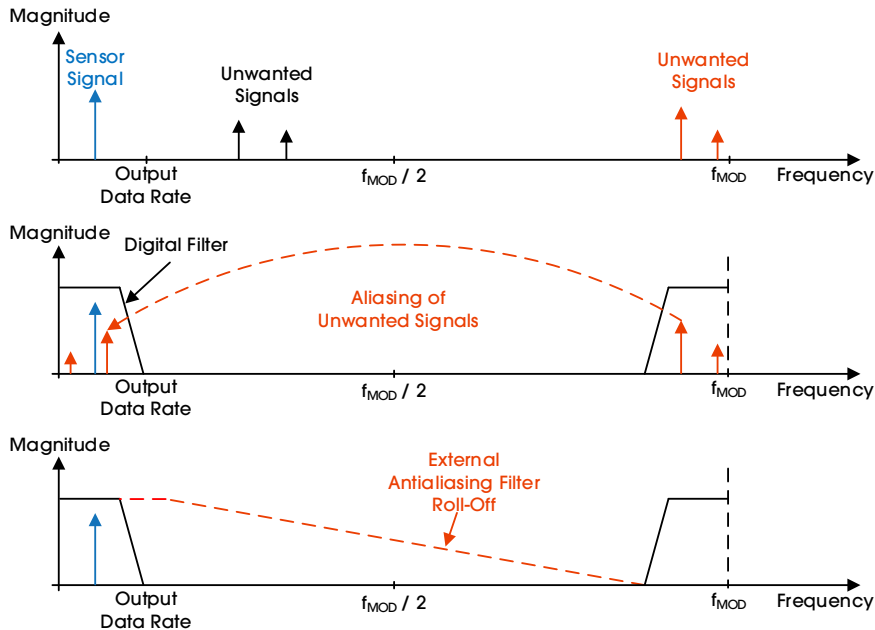 Magnitude
Sensor
Signal
Unwanted
Signals
Unwanted
Signals
Output
Data Rate
fMOD / 2
fMOD
Frequency
Magnitude
Digital Filter
Aliasing of
Unwanted Signals
Output
Data Rate
fMOD / 2
fMOD
Frequency
Magnitude
External
Antialiasing Filter
Roll-Off
Output
Data Rate
fMOD / 2
fMOD
Frequency